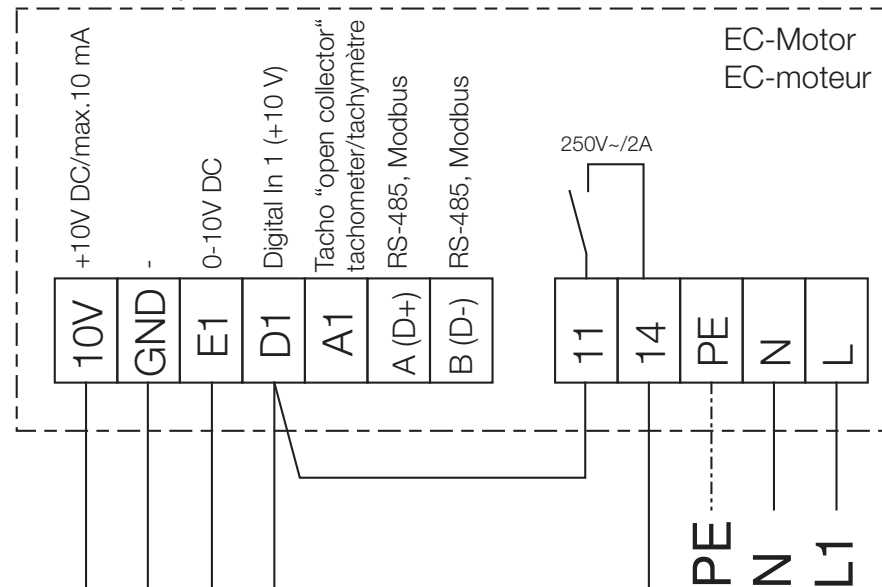 EC-Motor
EC-moteur
+10V DC/max.10 mA
-
0-10V DC
Digital In 1 (+10 V)
Tacho “open collector“
tachometer/tachymètre
RS-485, Modbus
RS-485, Modbus
250V~/2A
10V
GND
E1
D1
A1
A (D+)
B (D-)
11
14
PE
N
L
PE
N
L1